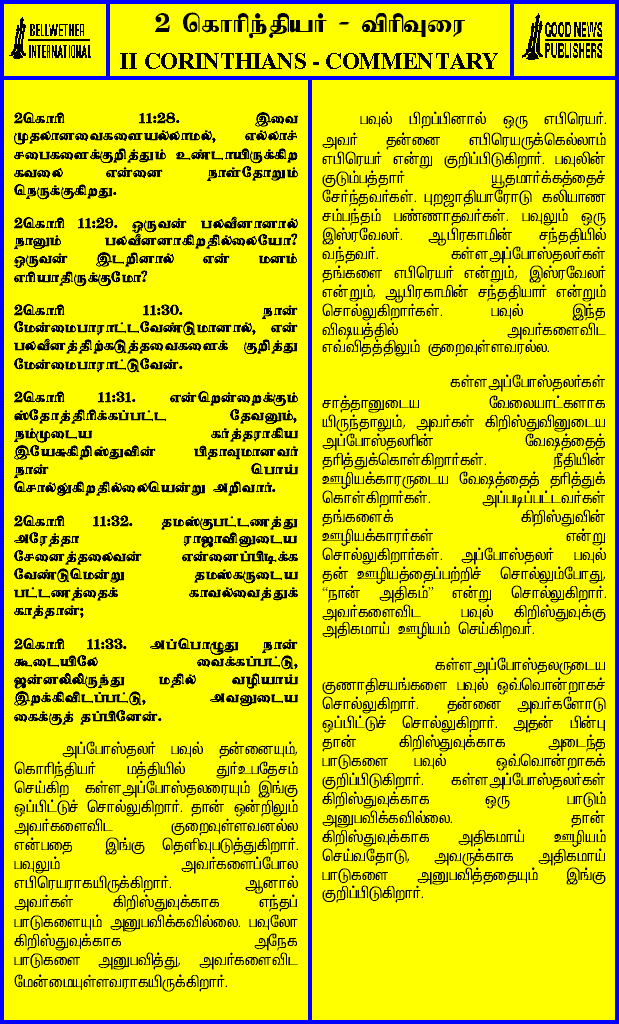 BELLWETHER
INTERNATIONAL
2 கொரிந்தியர் - விரிவுரை
II CORINTHIANS - COMMENTARY
GOOD NEWS
PUBLISHERS
2கொரி 11:28. இவை
முதலானவைகளையல்லாமல், எல்லாச்
சபைகளைக்குறித்தும் உண்டாயிருக்கிற
கவலை என்னை நாள்தோறும்
நெருக்குகிறது.
2கொரி 11:29. ஒருவன் பலவீனனானால்
நானும் பலவீனனாகிறதில்லையோ?
ஒருவன் இடறினால் என் மனம்
எரியாதிருக்குமோ?
2கொரி 11:30. நான்
மேன்மைபாராட்டவேண்டுமானால், என்
பலவீனத்திற்கடுத்தவைகளைக் குறித்து
மேன்மைபாராட்டுவேன்.
2கொரி 11:31. என்றென்றைக்கும்
ஸ்தோத்திரிக்கப்பட்ட தேவனும்,
நம்முடைய கர்த்தராகிய
இயேசுகிறிஸ்துவின் பிதாவுமானவர்
நான் பொய்
சொல்லுகிறதில்லையென்று அறிவார்.
2கொரி 11:32. தமஸ்குபட்டணத்து
அரேத்தா ராஜாவினுடைய
சேனைத்தலைவன் என்னைப்பிடிக்க
வேண்டுமென்று தமஸ்கருடைய
பட்டணத்தைக் காவல்வைத்துக்
காத்தான்;
2கொரி 11:33. அப்பொழுது நான்
கூடையிலே வைக்கப்பட்டு,
ஜன்னலிலிருந்து மதில் வழியாய்
இறக்கிவிடப்பட்டு, அவனுடைய
கைக்குத் தப்பினேன்.
அப்போஸ்தலர் பவுல் தன்னையும்,
கொரிந்தியர் மத்தியில் துர்உபதேசம்
செய்கிற கள்ளஅப்போஸ்தலரையும் இங்கு
ஒப்பிட்டுச் சொல்லுகிறார். தான் ஒன்றிலும்
அவர்களைவிட குறைவுள்ளவனல்ல
என்பதை இங்கு தெளிவுபடுத்துகிறார்.
பவுலும் அவர்களைப்போல
எபிரெயராகயிருக்கிறார். ஆனால்
அவர்கள் கிறிஸ்துவுக்காக எந்தப்
பாடுகளையும் அனுபவிக்கவில்லை. பவுலோ
கிறிஸ்துவுக்காக அநேக
பாடுகளை அனுபவித்து, அவர்களைவிட
மேன்மையுள்ளவராகயிருக்கிறார்.
பவுல் பிறப்பினால் ஒரு எபிரெயர்.
அவர் தன்னை எபிரெயருக்கெல்லாம்
எபிரெயர் என்று குறிப்பிடுகிறார். பவுலின்
குடும்பத்தார் யூதமார்க்கத்தைச்
சேர்ந்தவர்கள். புறஜாதியாரோடு கலியாண
சம்பந்தம் பண்ணாதவர்கள். பவுலும் ஒரு
இஸ்ரவேலர். ஆபிரகாமின் சந்ததியில்
வந்தவர். கள்ளஅப்போஸ்தலர்கள்
தங்களை எபிரெயர் என்றும், இஸ்ரவேலர்
என்றும், ஆபிரகாமின் சந்ததியார் என்றும்
சொல்லுகிறார்கள். பவுல் இந்த
விஷயத்தில் அவர்களைவிட
எவ்விதத்திலும் குறைவுள்ளவரல்ல.
கள்ளஅப்போஸ்தலர்கள்
சாத்தானுடைய வேலையாட்களாக
யிருந்தாலும், அவர்கள் கிறிஸ்துவினுடைய
அப்போஸ்தலரின் வேஷத்தைத்
தரித்துக்கொள்கிறார்கள். நீதியின்
ஊழியக்காரருடைய வேஷத்தைத் தரித்துக்
கொள்கிறார்கள். அப்படிப்பட்டவர்கள்
தங்களைக் கிறிஸ்துவின்
ஊழியக்காரர்கள் என்று
சொல்லுகிறார்கள். அப்போஸ்தலர் பவுல்
தன் ஊழியத்தைப்பற்றிச் சொல்லும்போது,
“நான் அதிகம்” என்று சொல்லுகிறார்.
அவர்களைவிட பவுல் கிறிஸ்துவுக்கு
அதிகமாய் ஊழியம் செய்கிறவர்.
கள்ளஅப்போஸ்தலருடைய
குணாதிசயங்களை பவுல் ஒவ்வொன்றாகச்
சொல்லுகிறார். தன்னை அவர்களோடு
ஒப்பிட்டுச் சொல்லுகிறார். அதன் பின்பு
தான் கிறிஸ்துவுக்காக அடைந்த
பாடுகளை பவுல் ஒவ்வொன்றாகக்
குறிப்பிடுகிறார். கள்ளஅப்போஸ்தலர்கள்
கிறிஸ்துவுக்காக ஒரு பாடும்
அனுபவிக்கவில்லை. தான்
கிறிஸ்துவுக்காக அதிகமாய் ஊழியம்
செய்வதோடு, அவருக்காக அதிகமாய்
பாடுகளை அனுபவித்ததையும் இங்கு
குறிப்பிடுகிறார்.